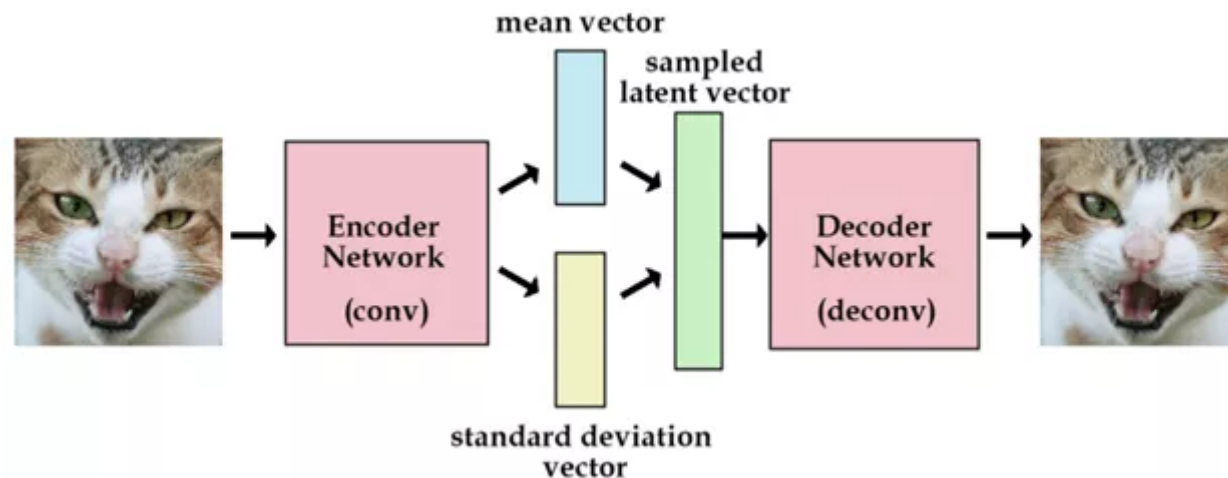 mean vector
sampled
latent vector
Encoder
Network
(conv)
Decoder
Network
(deconv)
standard deviation
vector